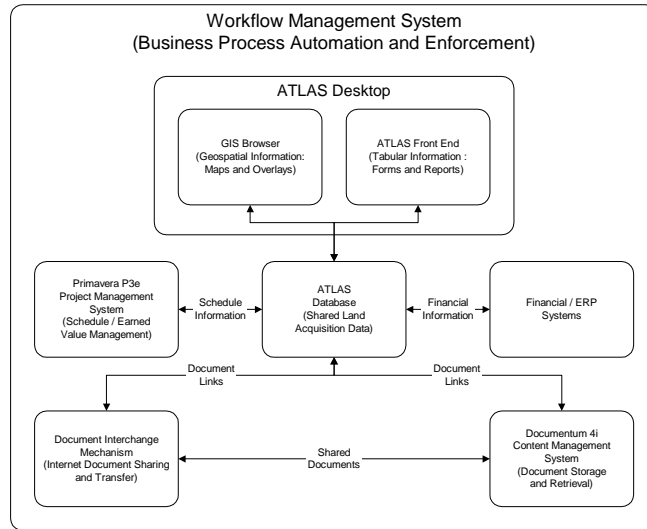 Workflow Management System
(Business Process Automation and Enforcement)
ATLAS Desktop
GIS Browser
(Geospatial Information:
Maps and Overlays)
ATLAS Front End
(Tabular Information :
Forms and Reports)
Primavera P3e
Project Management
System
(Schedule / Earned
Value Management)
Schedule
Information
ATLAS
Database
(Shared Land
Acquisition Data)
Financial
Information
Financial / ERP
Systems
Document
Links
Document
Links
Document Interchange
Mechanism
(Internet Document Sharing
and Transfer)
Shared
Documents
Documentum 4i
Content Management
System
(Document Storage
and Retrieval)